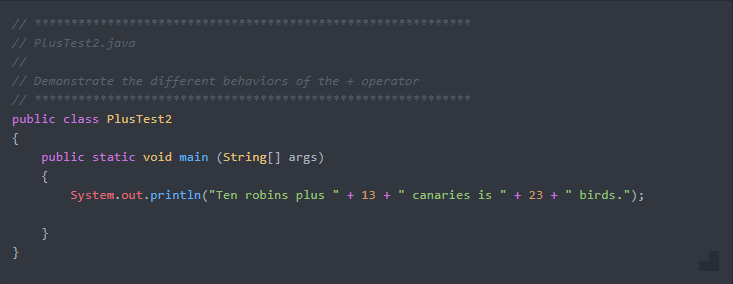 // ************************************************************
// PlusTest2.java
//
// Demonstrate the different behaviors of the + operator
// ************************************************************
public class PlusTest2
{
    public static void main (String[] args)
    {
        System.out.println("Ten robins plus " + 13 + " canaries is " + 23 + " birds.");

    }
}